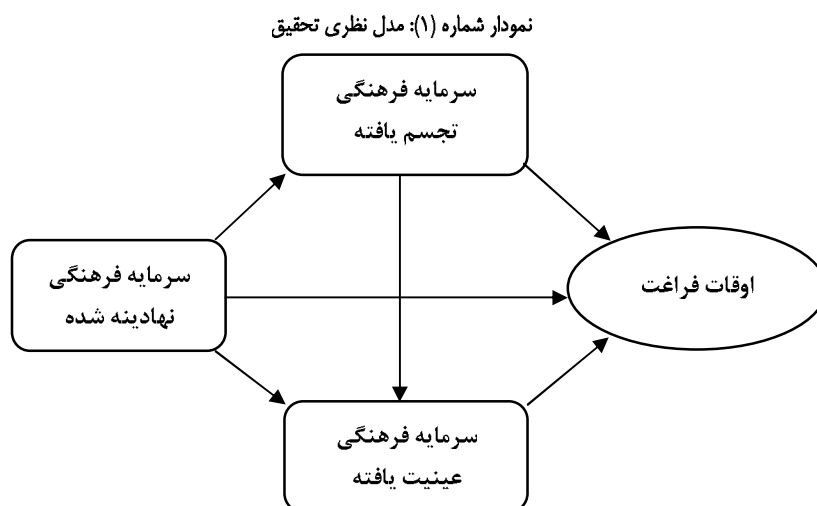 نمودار شماره (۱): مدل نظری تحقیق
سرمایه فرهنگی
تجسم یافته
سرمایه فرهنگی
نهادینه شده
اوقات فراغت
سرمایه فرهنگی
عینیت یافته